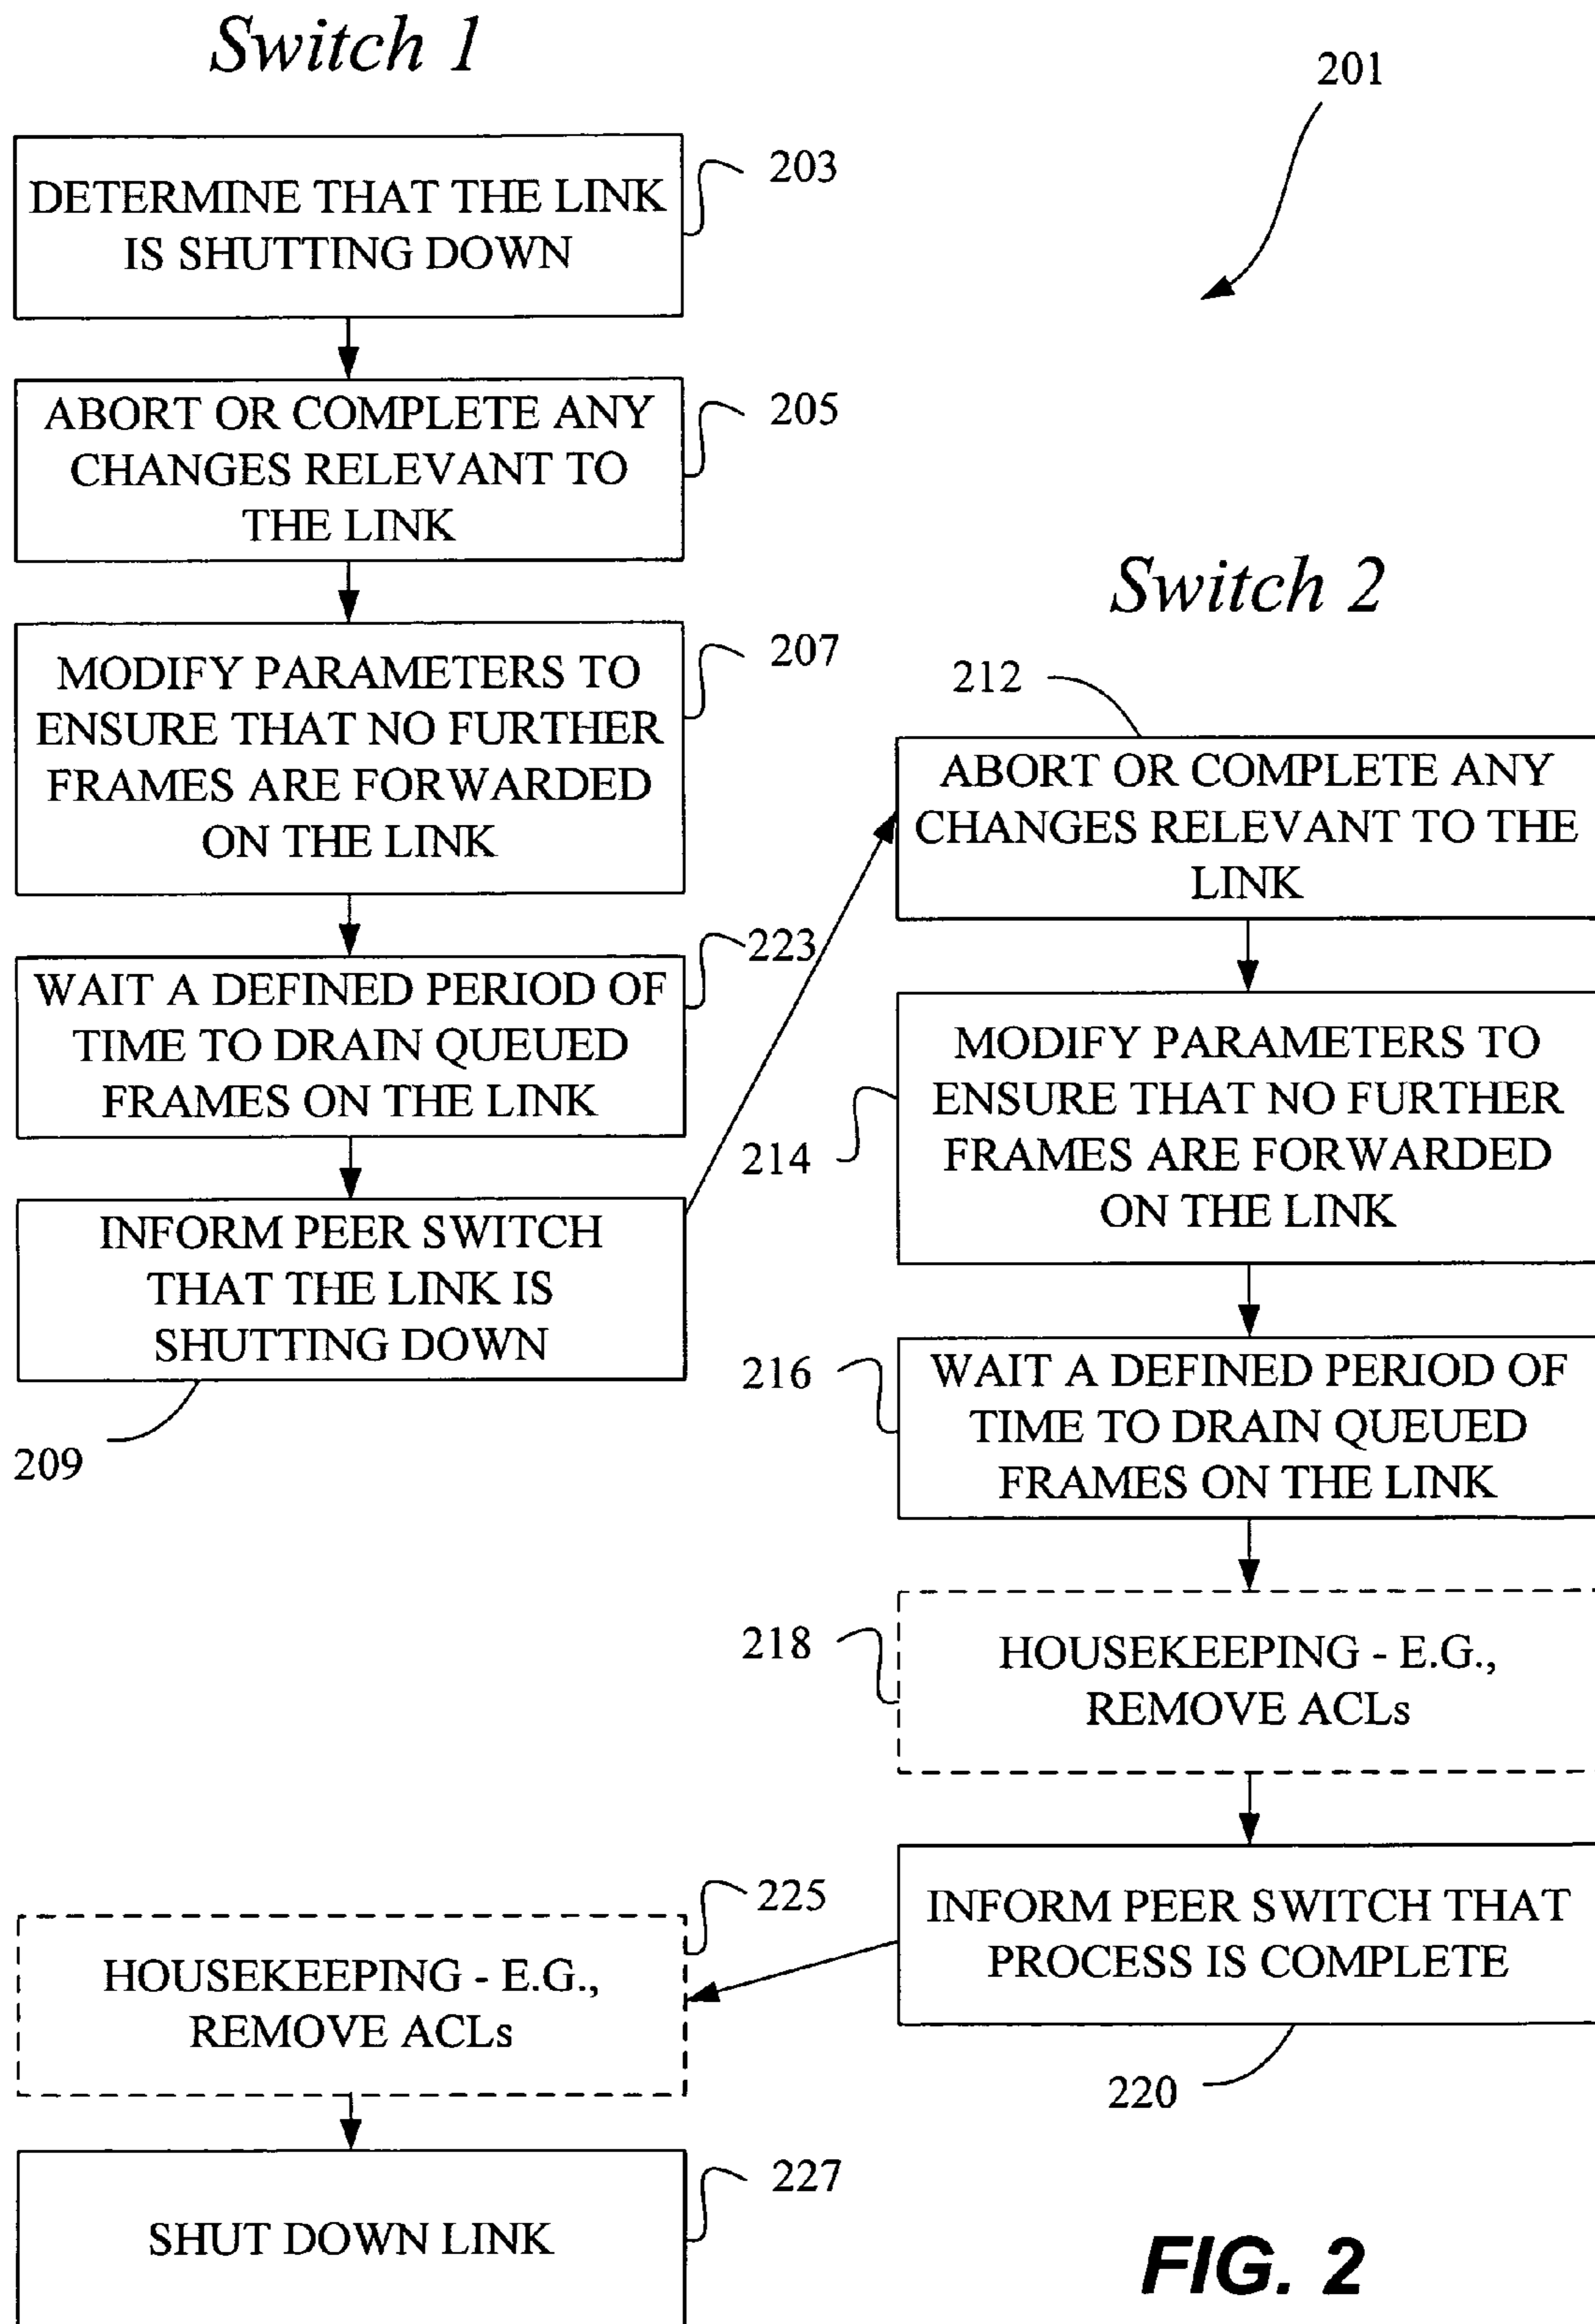 Switch 1
201
DETERMINE THAT THE LINK
IS SHUTTING DOWN
203
ABORT OR COMPLETE ANY
CHANGES RELEVANT TO
THE LINK
205
MODIFY PARAMETERS TO
ENSURE THAT NO FURTHER
FRAMES ARE FORWARDED
ON THE LINK
207
WAIT A DEFINED PERIOD OF
TIME TO DRAIN QUEUED
FRAMES ON THE LINK
223
INFORM PEER SWITCH
THAT THE LINK IS
SHUTTING DOWN
209
Switch 2
212
ABORT OR COMPLETE ANY
CHANGES RELEVANT TO THE
LINK
MODIFY PARAMETERS TO
ENSURE THAT NO FURTHER
FRAMES ARE FORWARDED
ON THE LINK
214
WAIT A DEFINED PERIOD OF
TIME TO DRAIN QUEUED
FRAMES ON THE LINK
216
HOUSEKEEPING - E.G.,
REMOVE ACLs
218
INFORM PEER SWITCH THAT
PROCESS IS COMPLETE
220
HOUSEKEEPING - E.G.,
REMOVE ACLs
225
SHUT DOWN LINK
227
FIG. 2